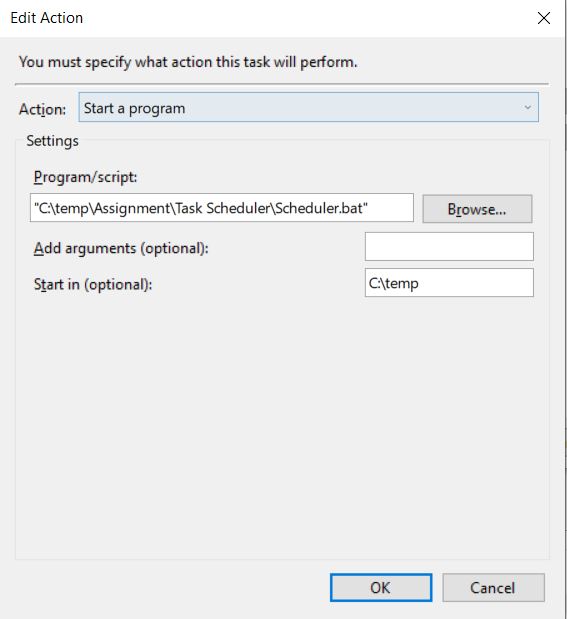 Edit Action
You must specify what action this task will perform.
Action: Start a program
Settings
Program/script:
"C:\temp\Assignment\Task Scheduler\Scheduler.bat" Browse...
Add arguments (optional):
Start in (optional): C:\temp
OK Cancel